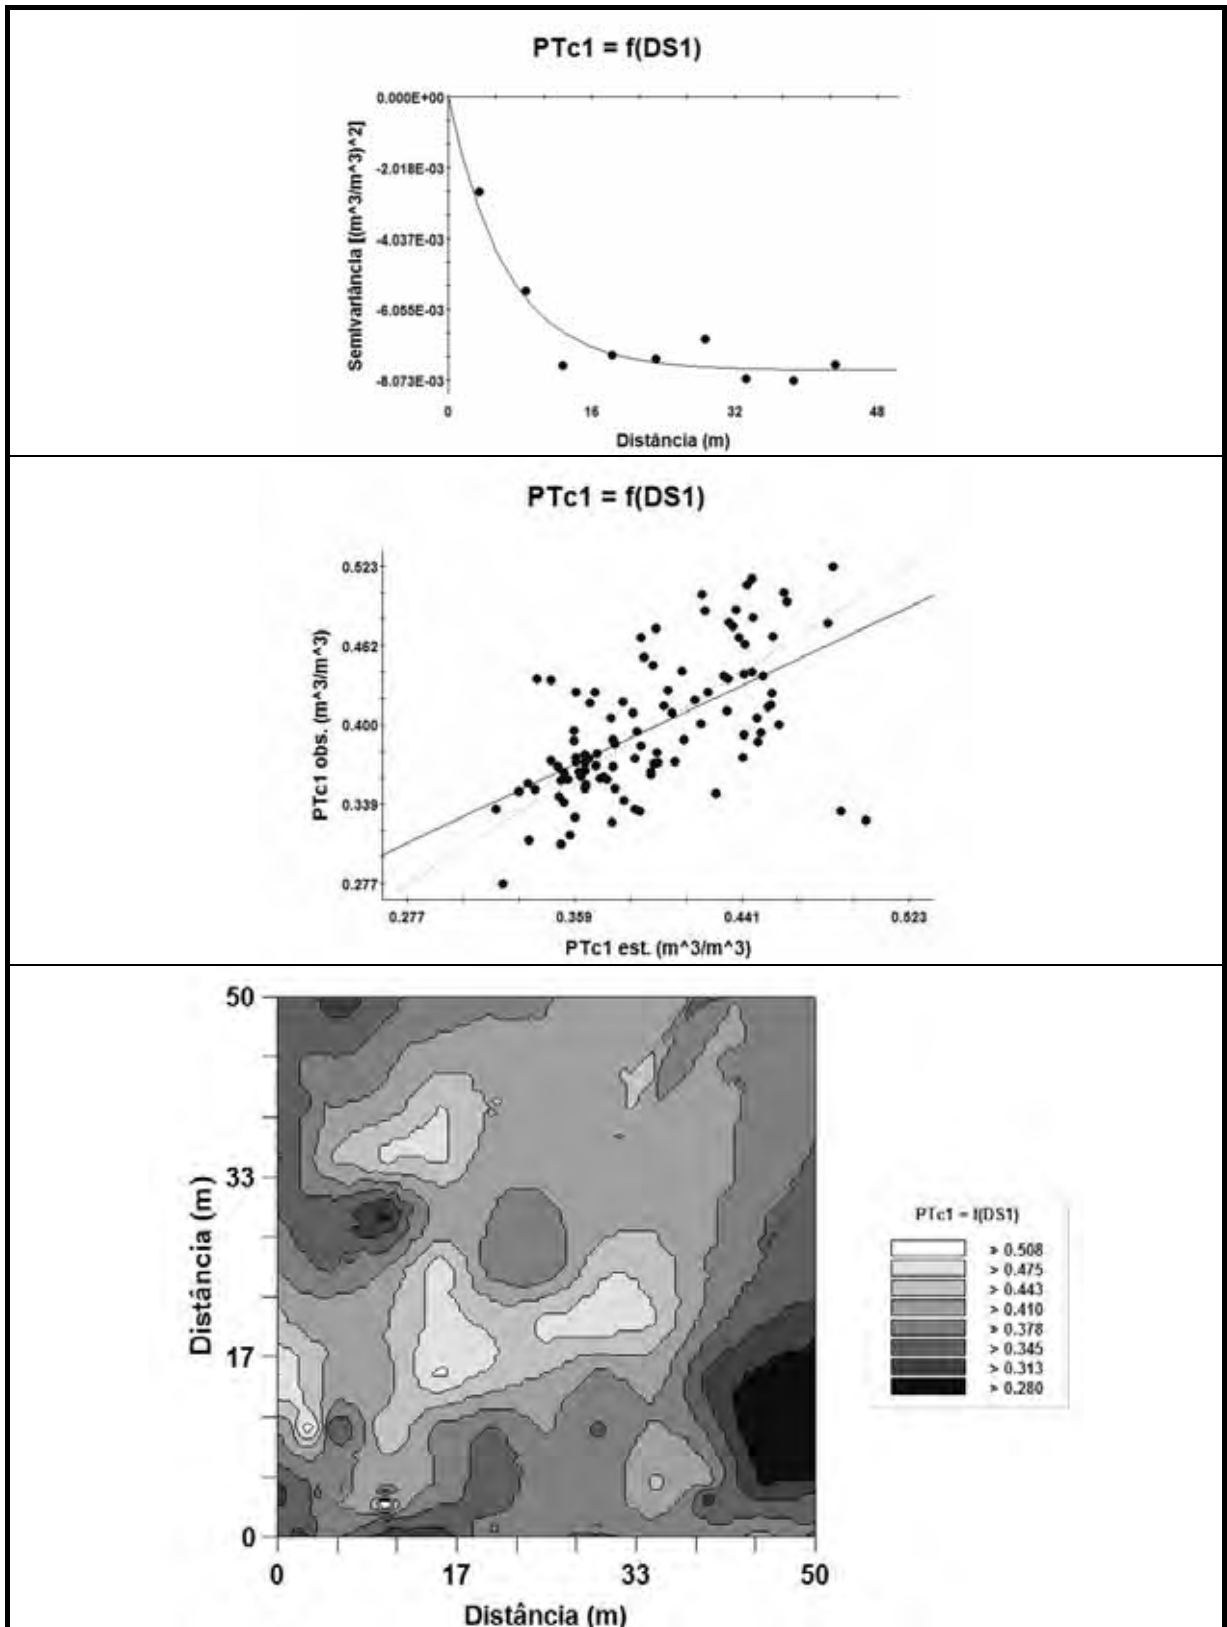 PTc1 = f(DS1)
0.000E+00
-2.018E-03
-4.037E-03
-6.055E-03
-8.073E-03
Semivariância [(m^3/m^3)^2]
0 16 32 48
Distância (m)
PTc1 = f(DS1)
0.523
0.462
0.400
0.339
0.277
PTc1 obs. (m^3/m^3)
0.277 0.359 0.441 0.523
PTc1 est. (m^3/m^3)
50
33
17
0
Distância (m)
0 17 33 50
Distância (m)
PTc1 = f(DS1)
> 0.508
> 0.475
> 0.443
> 0.410
> 0.378
> 0.345
> 0.313
> 0.280